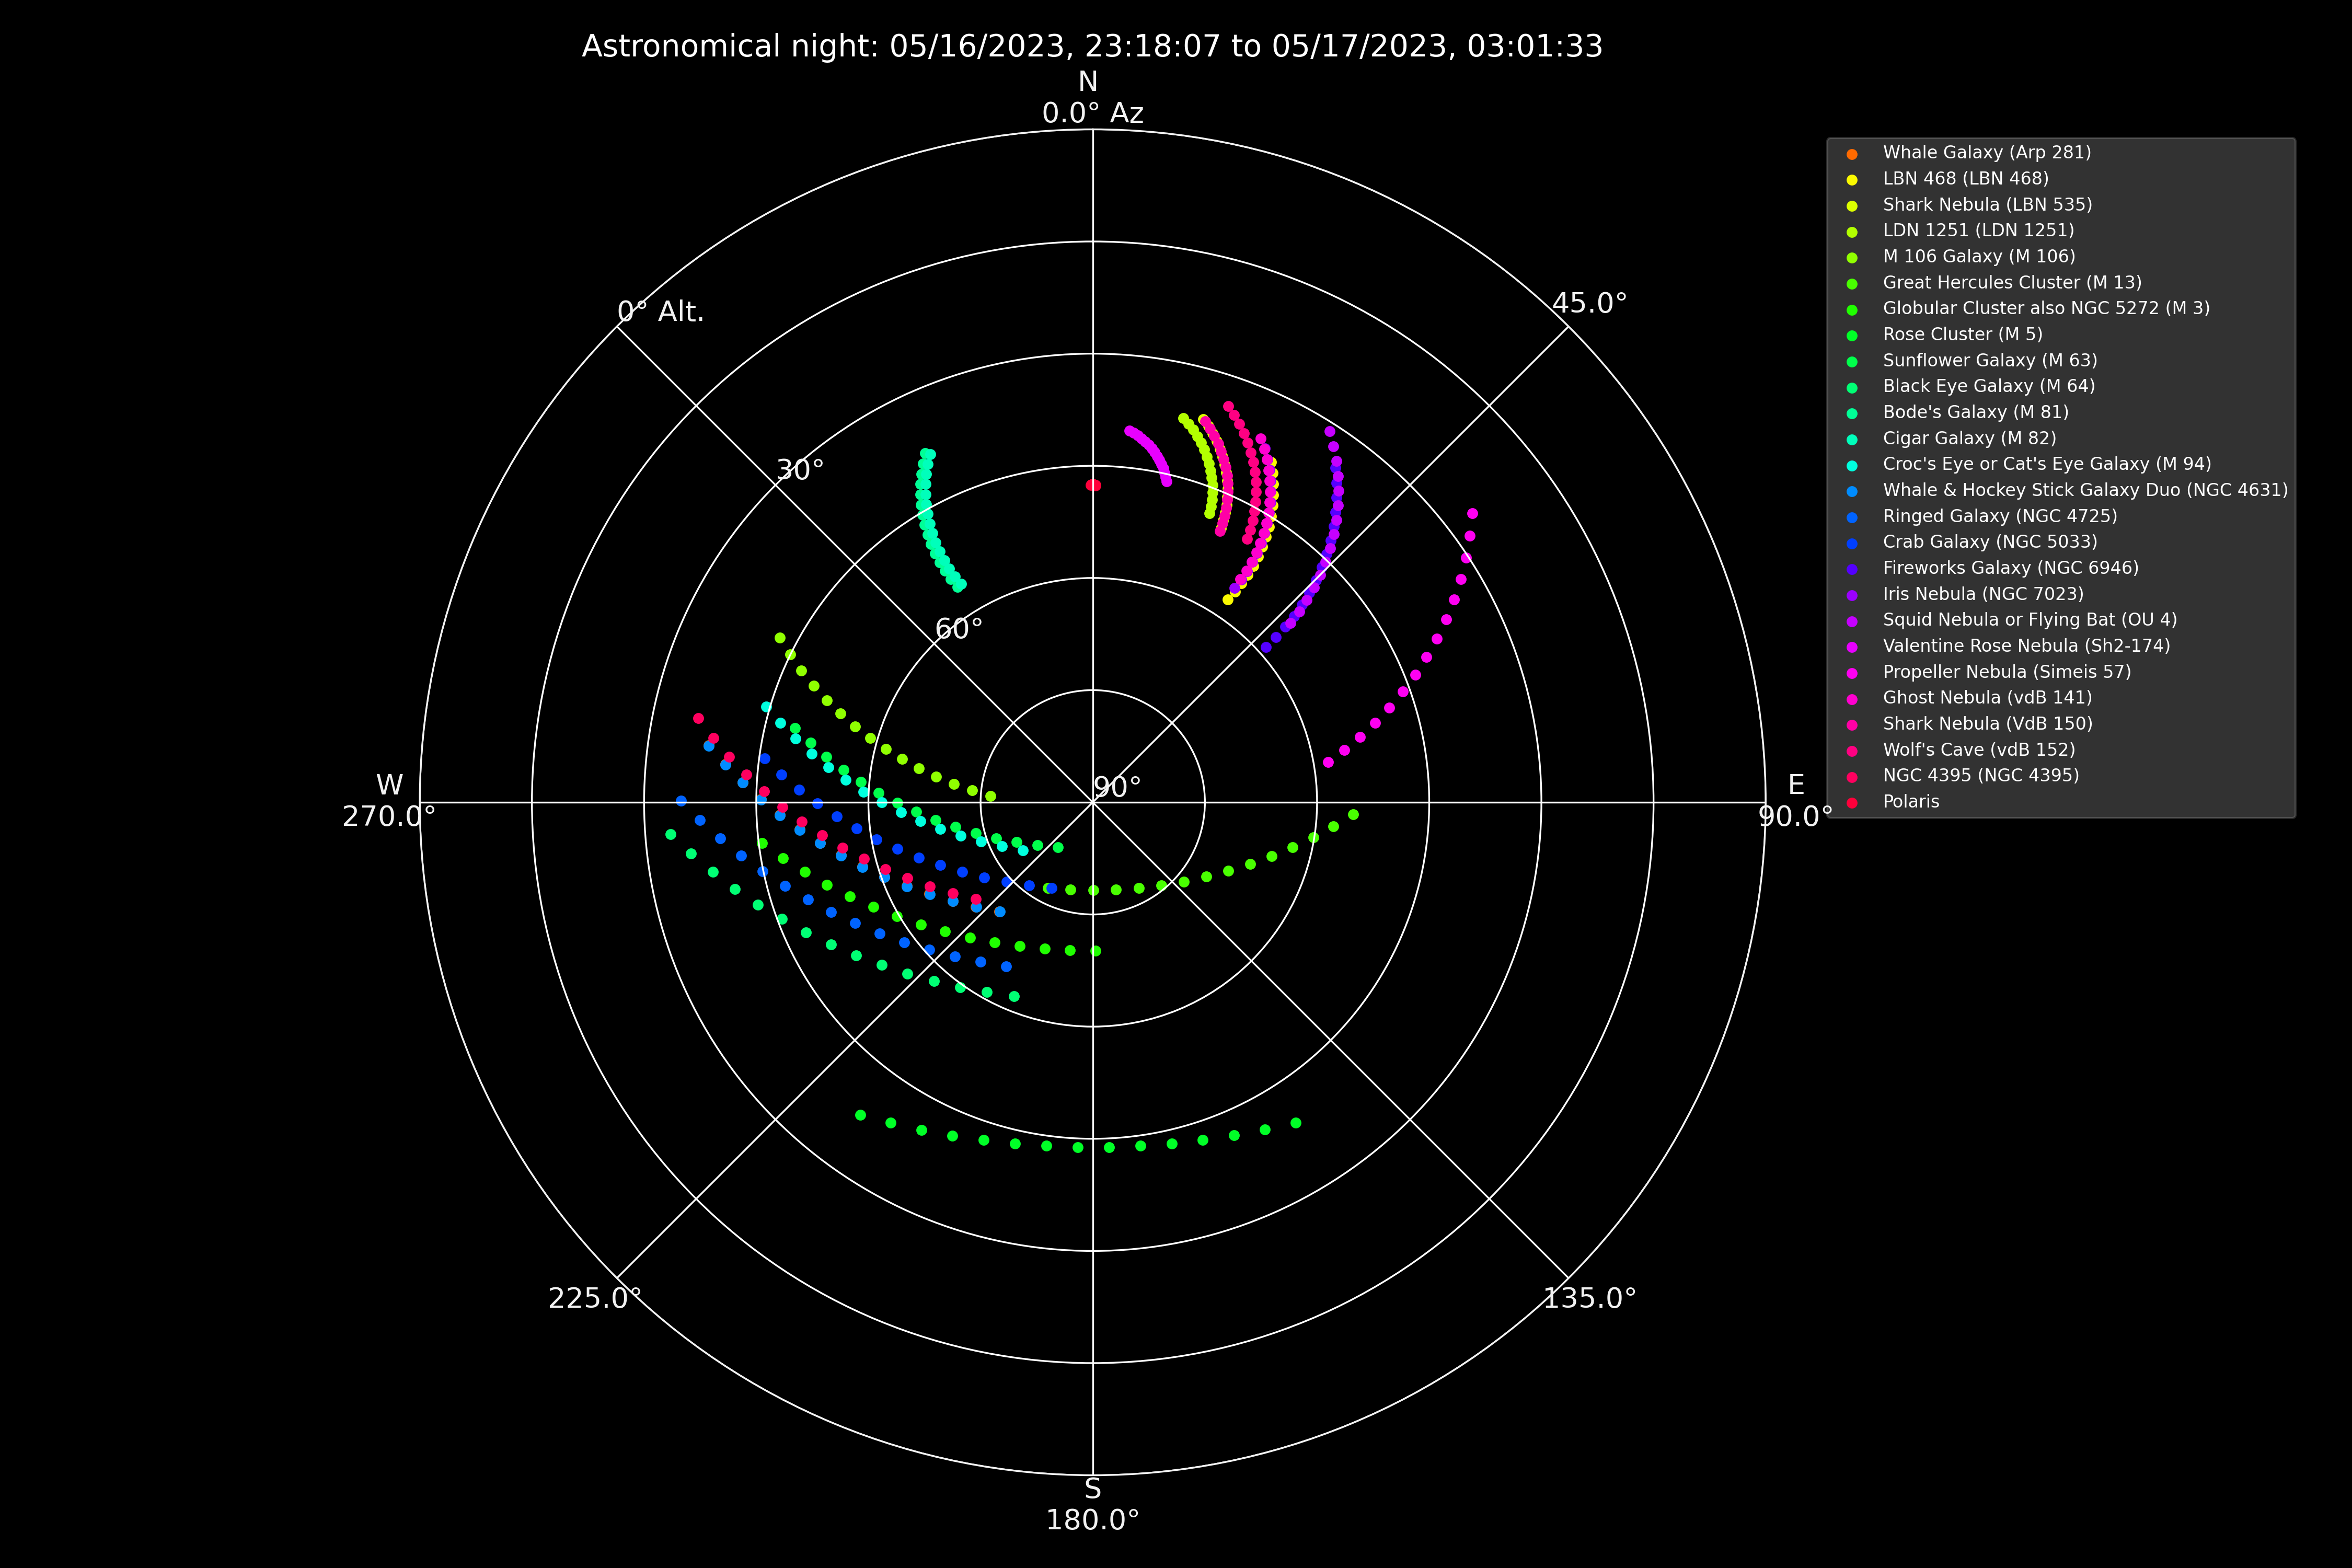 Astronomical night: 05/16/2023, 23:18:07 to 05/17/2023, 03:01:33
N
0.0° Az
45.0°
0° Alt.
30°
60°
90°
W
270.0°
E
90.0°
225.0°
135.0°
S
180.0°
Whale Galaxy (Arp 281)
LBN 468 (LBN 468)
Shark Nebula (LBN 535)
LDN 1251 (LDN 1251)
M 106 Galaxy (M 106)
Great Hercules Cluster (M 13)
Globular Cluster also NGC 5272 (M 3)
Rose Cluster (M 5)
Sunflower Galaxy (M 63)
Black Eye Galaxy (M 64)
Bode's Galaxy (M 81)
Cigar Galaxy (M 82)
Croc's Eye or Cat's Eye Galaxy (M 94)
Whale & Hockey Stick Galaxy Duo (NGC 4631)
Ringed Galaxy (NGC 4725)
Crab Galaxy (NGC 5033)
Fireworks Galaxy (NGC 6946)
Iris Nebula (NGC 7023)
Squid Nebula or Flying Bat (OU 4)
Valentine Rose Nebula (Sh2-174)
Propeller Nebula (Simeis 57)
Ghost Nebula (vdB 141)
Shark Nebula (VdB 150)
Wolf's Cave (vdB 152)
NGC 4395 (NGC 4395)
Polaris